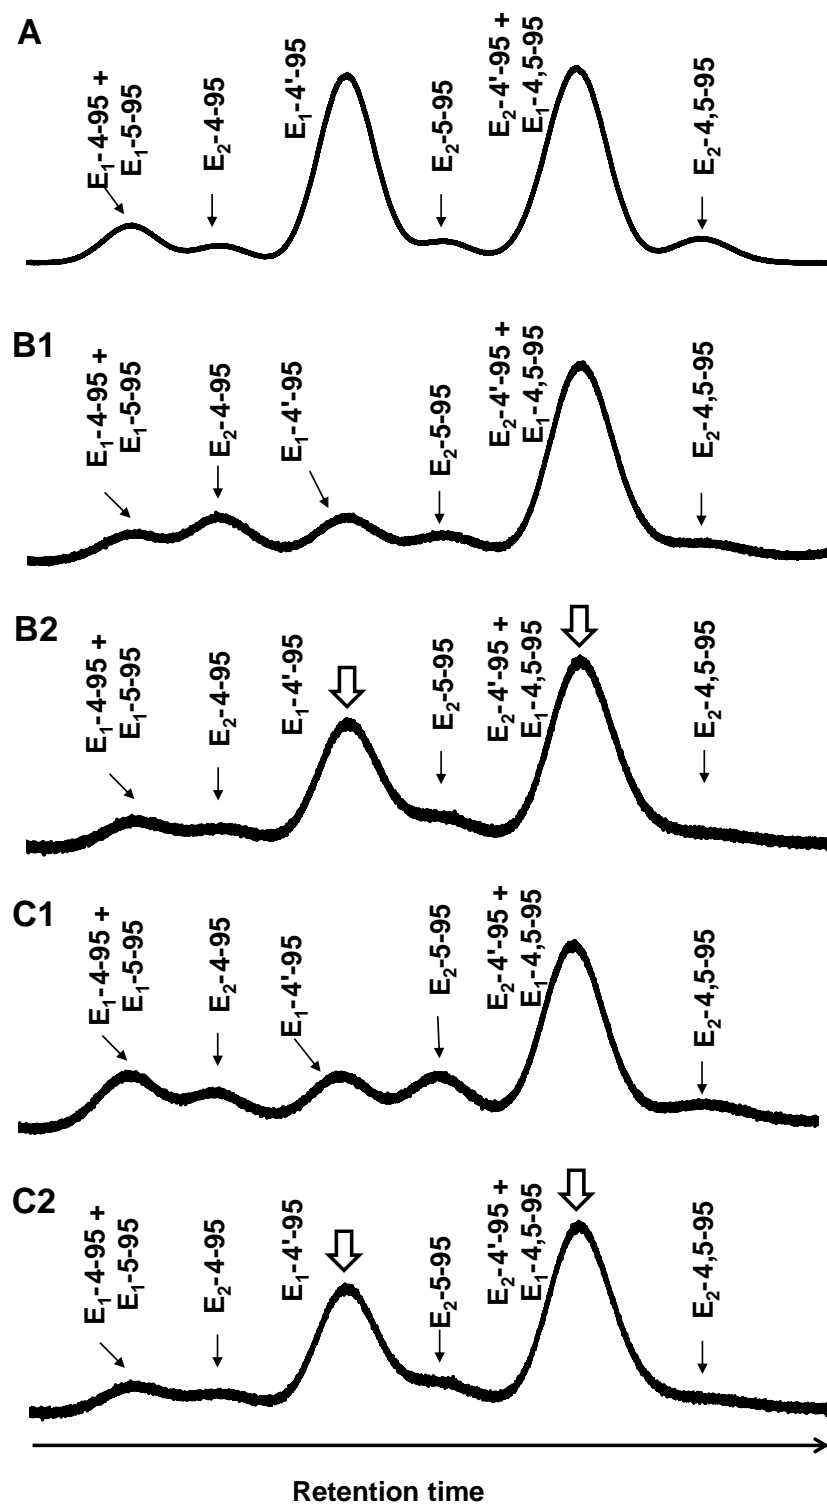 A
E₁-4-95 +
E₁-5-95
E₂-4-95
E₁-4'-95
E₂-5-95
E₂-4'-95 +
E₁-4,5-95
E₂-4,5-95
B1
E₁-4-95 +
E₁-5-95
E₂-4-95
E₁-4'-95
E₂-5-95
E₂-4'-95 +
E₁-4,5-95
E₂-4,5-95
B2
E₁-4-95 +
E₁-5-95
E₂-4-95
E₁-4'-95
E₂-5-95
E₂-4'-95 +
E₁-4,5-95
E₂-4,5-95
C1
E₁-4-95 +
E₁-5-95
E₂-4-95
E₁-4'-95
E₂-5-95
E₂-4'-95 +
E₁-4,5-95
E₂-4,5-95
C2
E₁-4-95 +
E₁-5-95
E₂-4-95
E₁-4'-95
E₂-5-95
E₂-4'-95 +
E₁-4,5-95
E₂-4,5-95
Retention time